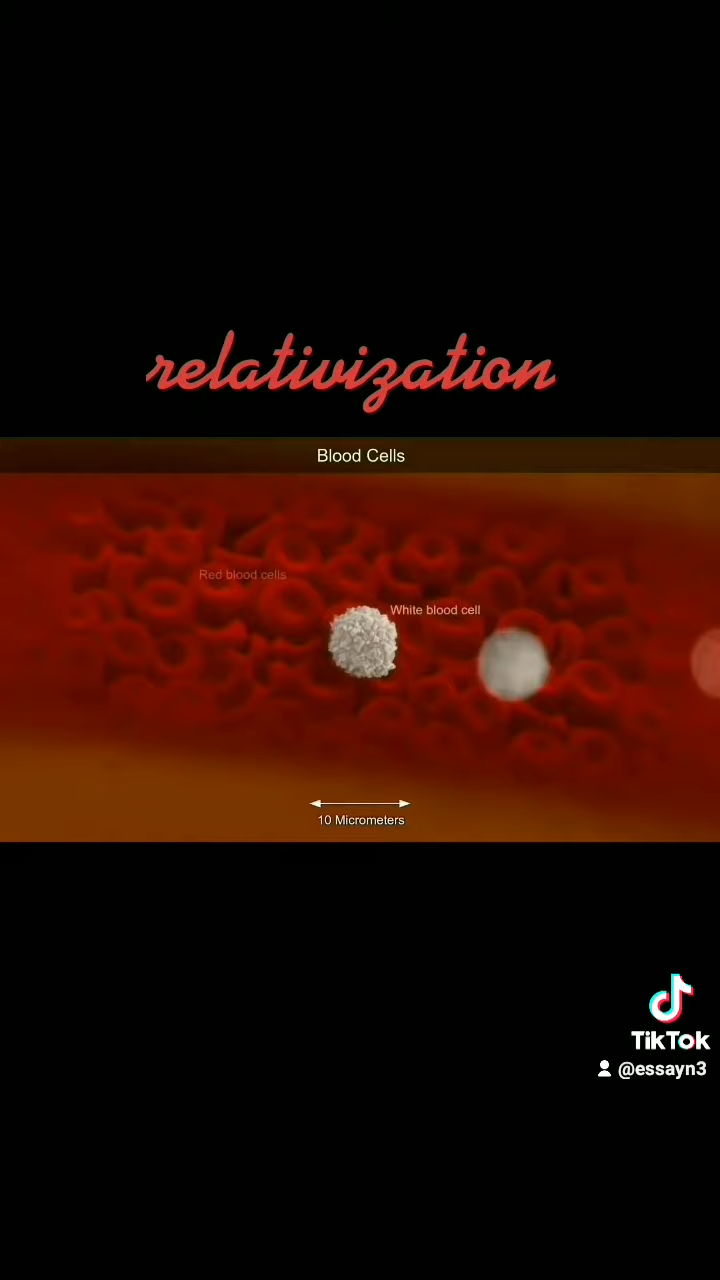 relativization
Blood Cells
Red blood cells
White blood cell
10 Micrometers
TikTok
@essayn3